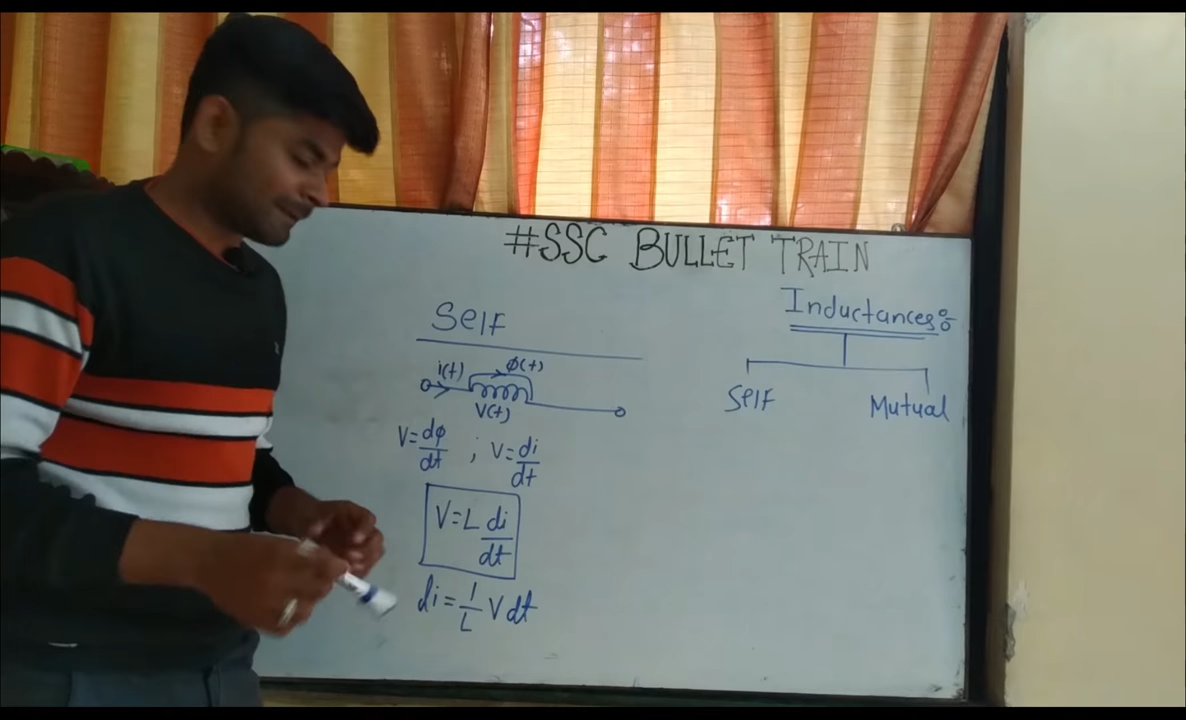 #SSC BULLET TRAIN
Inductances:
Self
Mutual
Self
i(t)
ϕ(t)
V(t)
V=dϕ/dt ; V=di/dt
V=L di/dt
di=1/L V dt